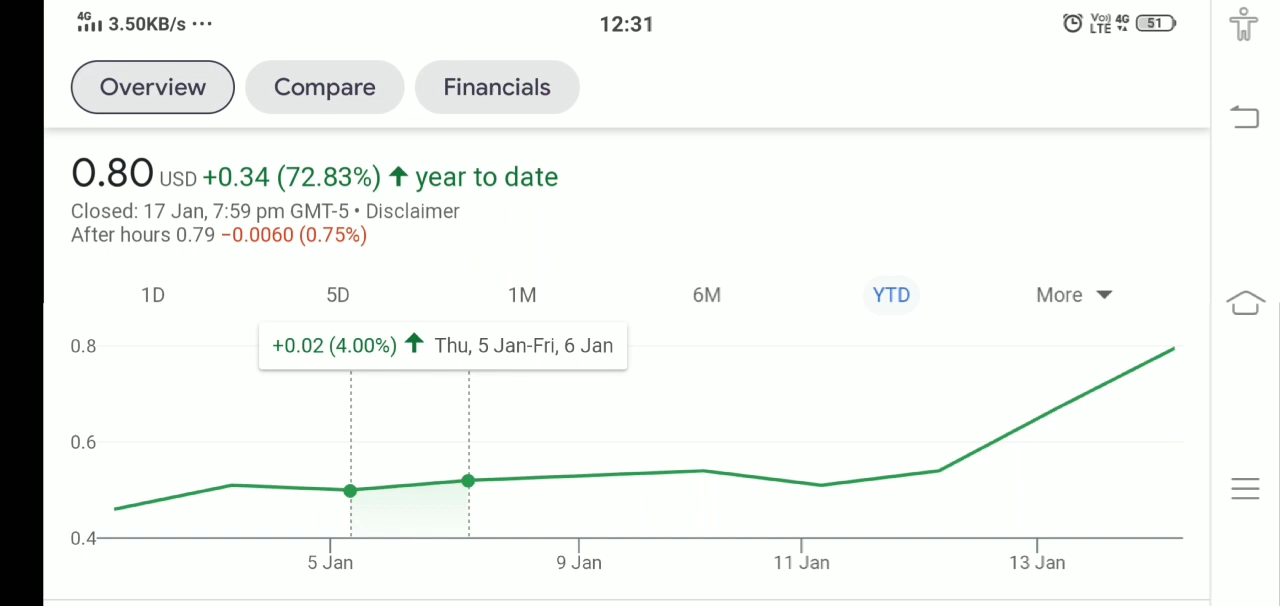 4G 3.50KB/s ··· 12:31 Vo) LTE 4G 51
Overview Compare Financials
0.80 USD +0.34 (72.83%) ↑ year to date
Closed: 17 Jan, 7:59 pm GMT-5 • Disclaimer
After hours 0.79 −0.0060 (0.75%)
1D 5D 1M 6M YTD More
+0.02 (4.00%) ↑ Thu, 5 Jan-Fri, 6 Jan
0.8
0.6
0.4
5 Jan 9 Jan 11 Jan 13 Jan